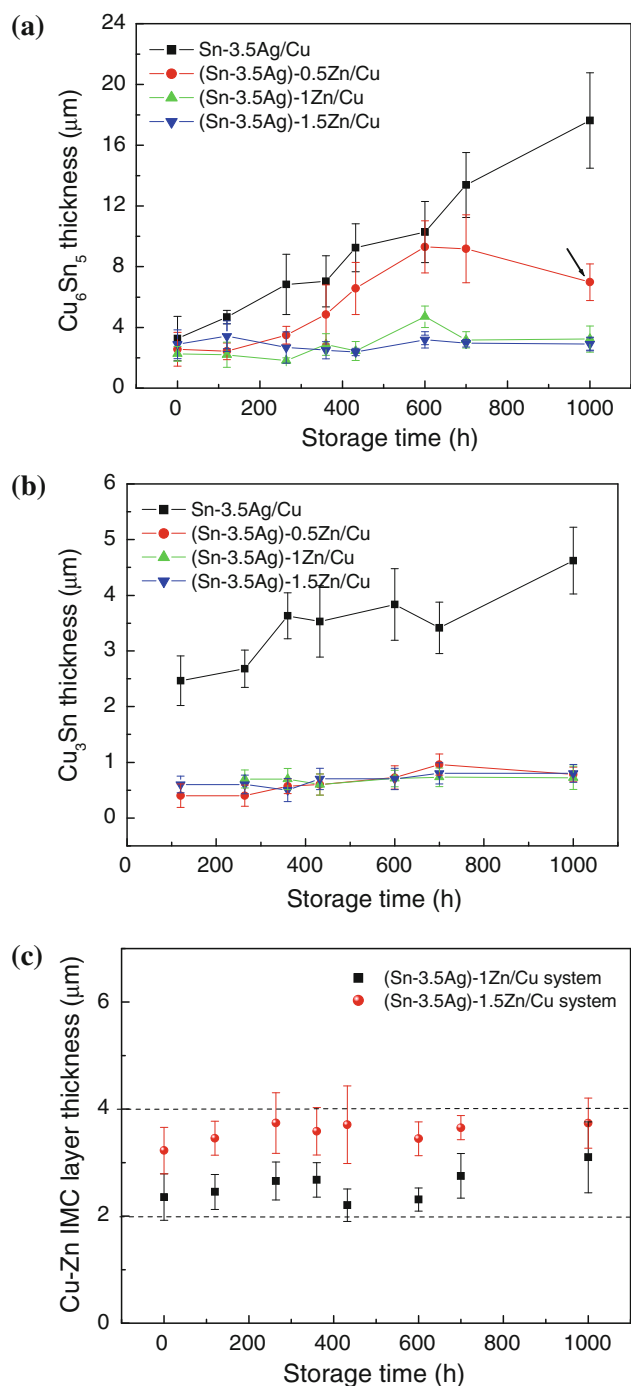 (a)
24
20
16
12
8
4
0
Cu6Sn5 thickness (μm)
Sn-3.5Ag/Cu
(Sn-3.5Ag)-0.5Zn/Cu
(Sn-3.5Ag)-1Zn/Cu
(Sn-3.5Ag)-1.5Zn/Cu
0 200 400 600 800 1000
Storage time (h)
(b)
6
5
4
3
2
1
0
Cu3Sn thickness (μm)
Sn-3.5Ag/Cu
(Sn-3.5Ag)-0.5Zn/Cu
(Sn-3.5Ag)-1Zn/Cu
(Sn-3.5Ag)-1.5Zn/Cu
0 200 400 600 800 1000
Storage time (h)
(c)
6
4
2
0
Cu-Zn IMC layer thickness (μm)
(Sn-3.5Ag)-1Zn/Cu system
(Sn-3.5Ag)-1.5Zn/Cu system
0 200 400 600 800 1000
Storage time (h)